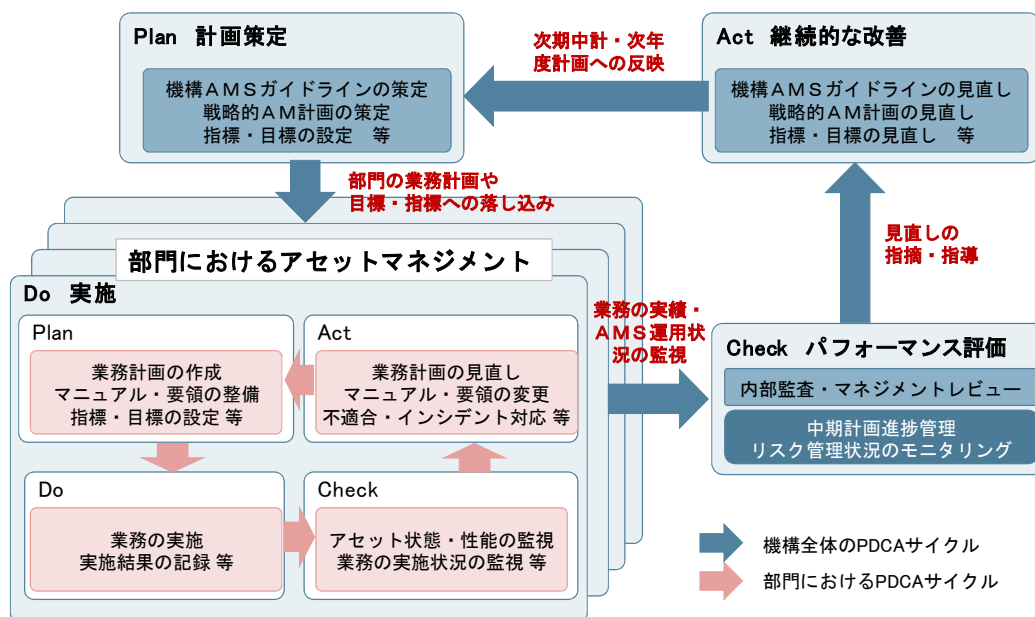 Plan 計画策定
機構ＡＭＳガイドラインの策定
戦略的ＡＭ計画の策定
指標・目標の設定　等
次期中計・次年
度計画への反映
Act 継続的な改善
機構ＡＭＳガイドラインの見直し
戦略的ＡＭ計画の見直し
指標・目標の見直し　等
部門の業務計画や
目標・指標への落し込み
見直しの
指摘・指導
部門におけるアセットマネジメント
Do 実施
Plan
業務計画の作成
マニュアル・要領の整備
指標・目標の設定 等
Act
業務計画の見直し
マニュアル・要領の変更
不適合・インシデント対応 等
Do
業務の実施
実施結果の記録 等
Check
アセット状態・性能の監視
業務の実施状況の監視 等
業務の実績・
ＡＭＳ運用状
況の監視
Check パフォーマンス評価
内部監査・マネジメントレビュー
中期計画進捗管理
リスク管理状況のモニタリング
機構全体のPDCAサイクル
部門におけるPDCAサイクル